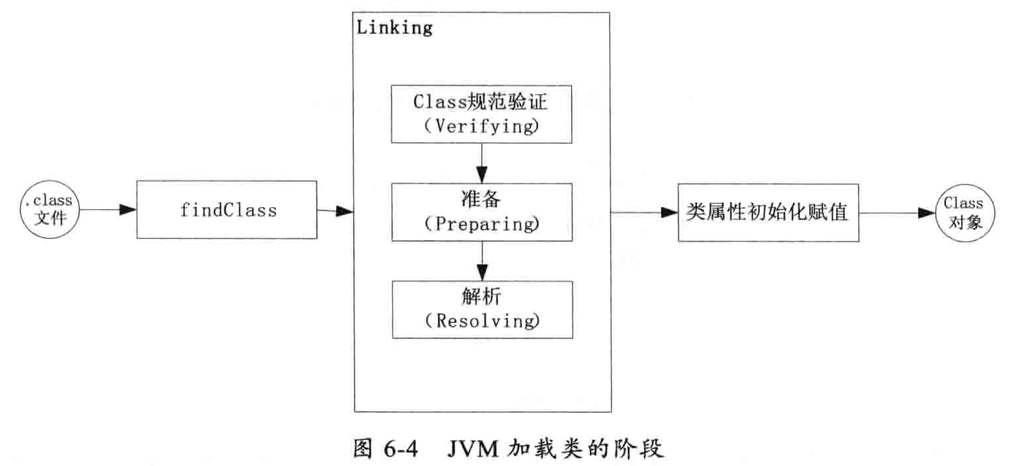 Linking
Class规范验证
(Verifying)
.class
文件
findClass
准备
(Preparing)
类属性初始化赋值
Class
对象
解析
(Resolving)
图 6-4 JVM 加载类的阶段